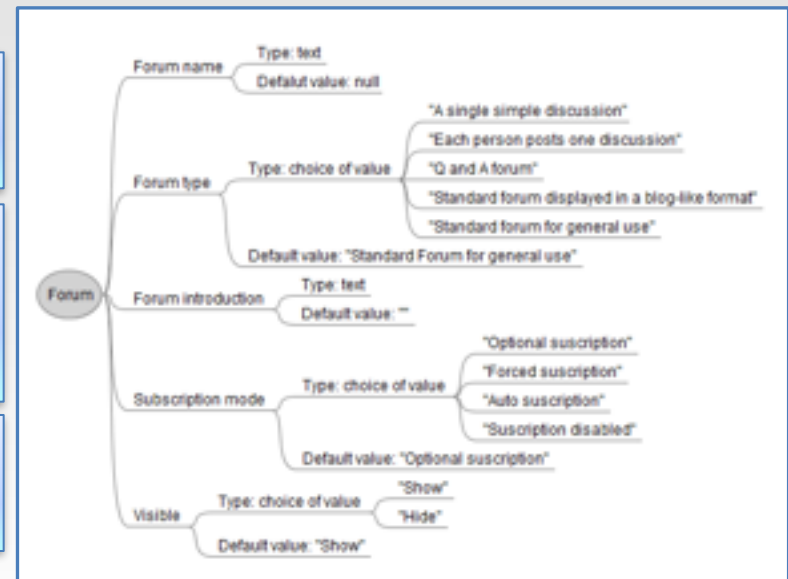 Forum
Forum name
Type: text
Defalut value: null
Forum type
Type: choice of value
"A single simple discussion"
"Each person posts one discussion"
"Q and A forum"
"Standard forum displayed in a blog-like format"
"Standard forum for general use"
Default value: "Standard Forum for general use"
Forum introduction
Type: text
Default value: ""
Subscription mode
Type: choice of value
"Optional suscription"
"Forced suscription"
"Auto suscription"
"Suscription disabled"
Default value: "Optional suscription"
Visible
Type: choice of value
"Show"
"Hide"
Default value: "Show"